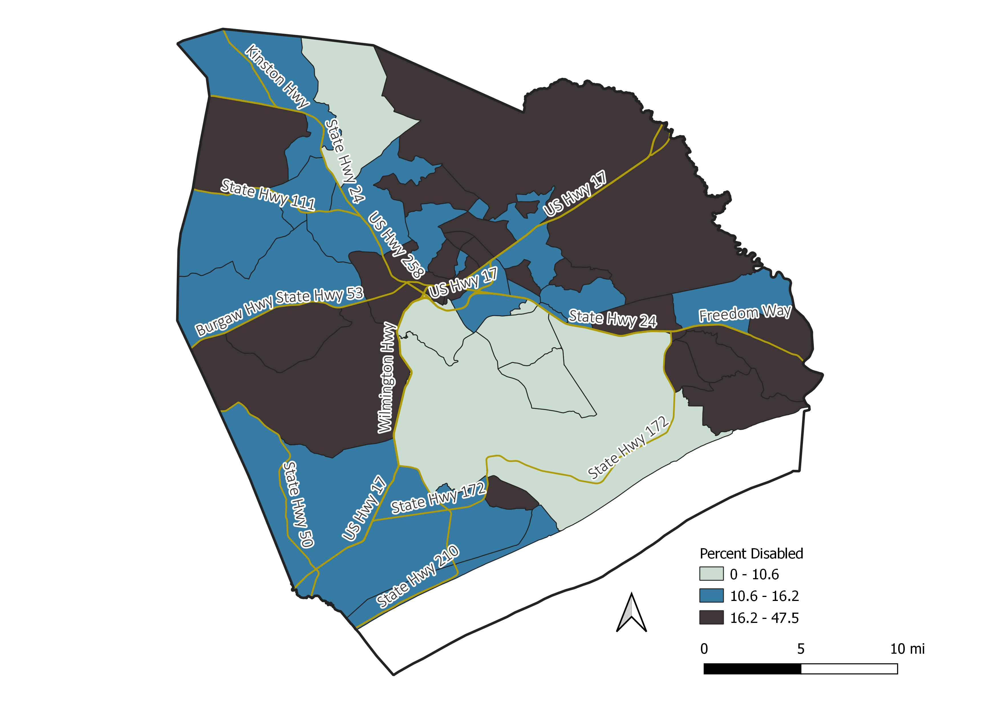 Kinston Hwy
State Hwy 24
State Hwy 111
US Hwy 17
US Hwy 258
US Hwy 17
Burgaw Hwy State Hwy 53
State Hwy 24
Freedom Way
Wilmington Hwy
State Hwy 172
State Hwy 50
US Hwy 17
State Hwy 172
State Hwy 210
Percent Disabled
0 - 10.6
10.6 - 16.2
16.2 - 47.5
0 5 10 mi